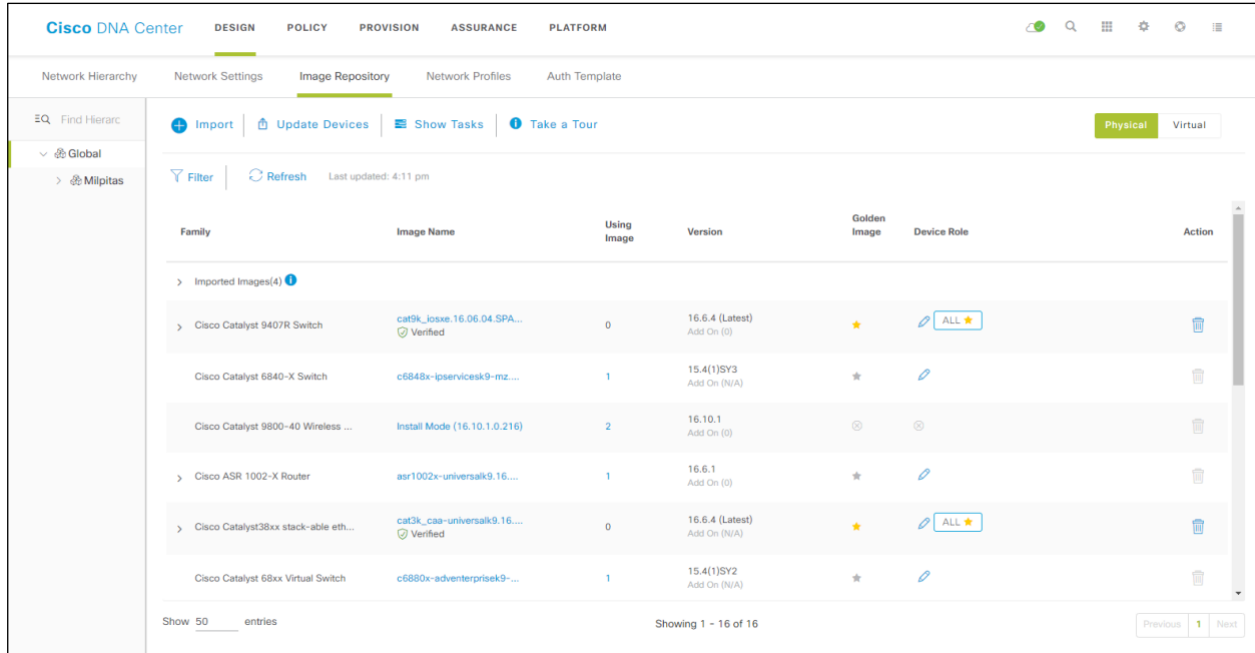 Cisco DNA Center DESIGN POLICY PROVISION ASSURANCE PLATFORM
Network Hierarchy Network Settings Image Repository Network Profiles Auth Template
Find Hierarc
Global
Milpitas
Import Update Devices Show Tasks Take a Tour Physical Virtual
Filter Refresh Last updated: 4:11 pm
Family Image Name Using Image Version Golden Image Device Role Action
Imported Images(4)
Cisco Catalyst 9407R Switch cat9k_iosxe.16.06.04.SPA... 0 16.6.4 (Latest) ALL
Verified Add On (0)
Cisco Catalyst 6840-X Switch c6848x-ipservicesk9-mz.... 1 15.4(1)SY3
Add On (N/A)
Cisco Catalyst 9800-40 Wireless ... Install Mode (16.10.1.0.216) 2 16.10.1
Add On (0)
Cisco ASR 1002-X Router asr1002x-universalk9.16.... 1 16.6.1
Add On (0)
Cisco Catalyst38xx stack-able eth... cat3k_caa-universalk9.16.... 0 16.6.4 (Latest) ALL
Verified Add On (N/A)
Cisco Catalyst 68xx Virtual Switch c6880x-adventerprisek9-... 1 15.4(1)SY2
Add On (N/A)
Show 50 entries Showing 1 - 16 of 16 Previous 1 Next